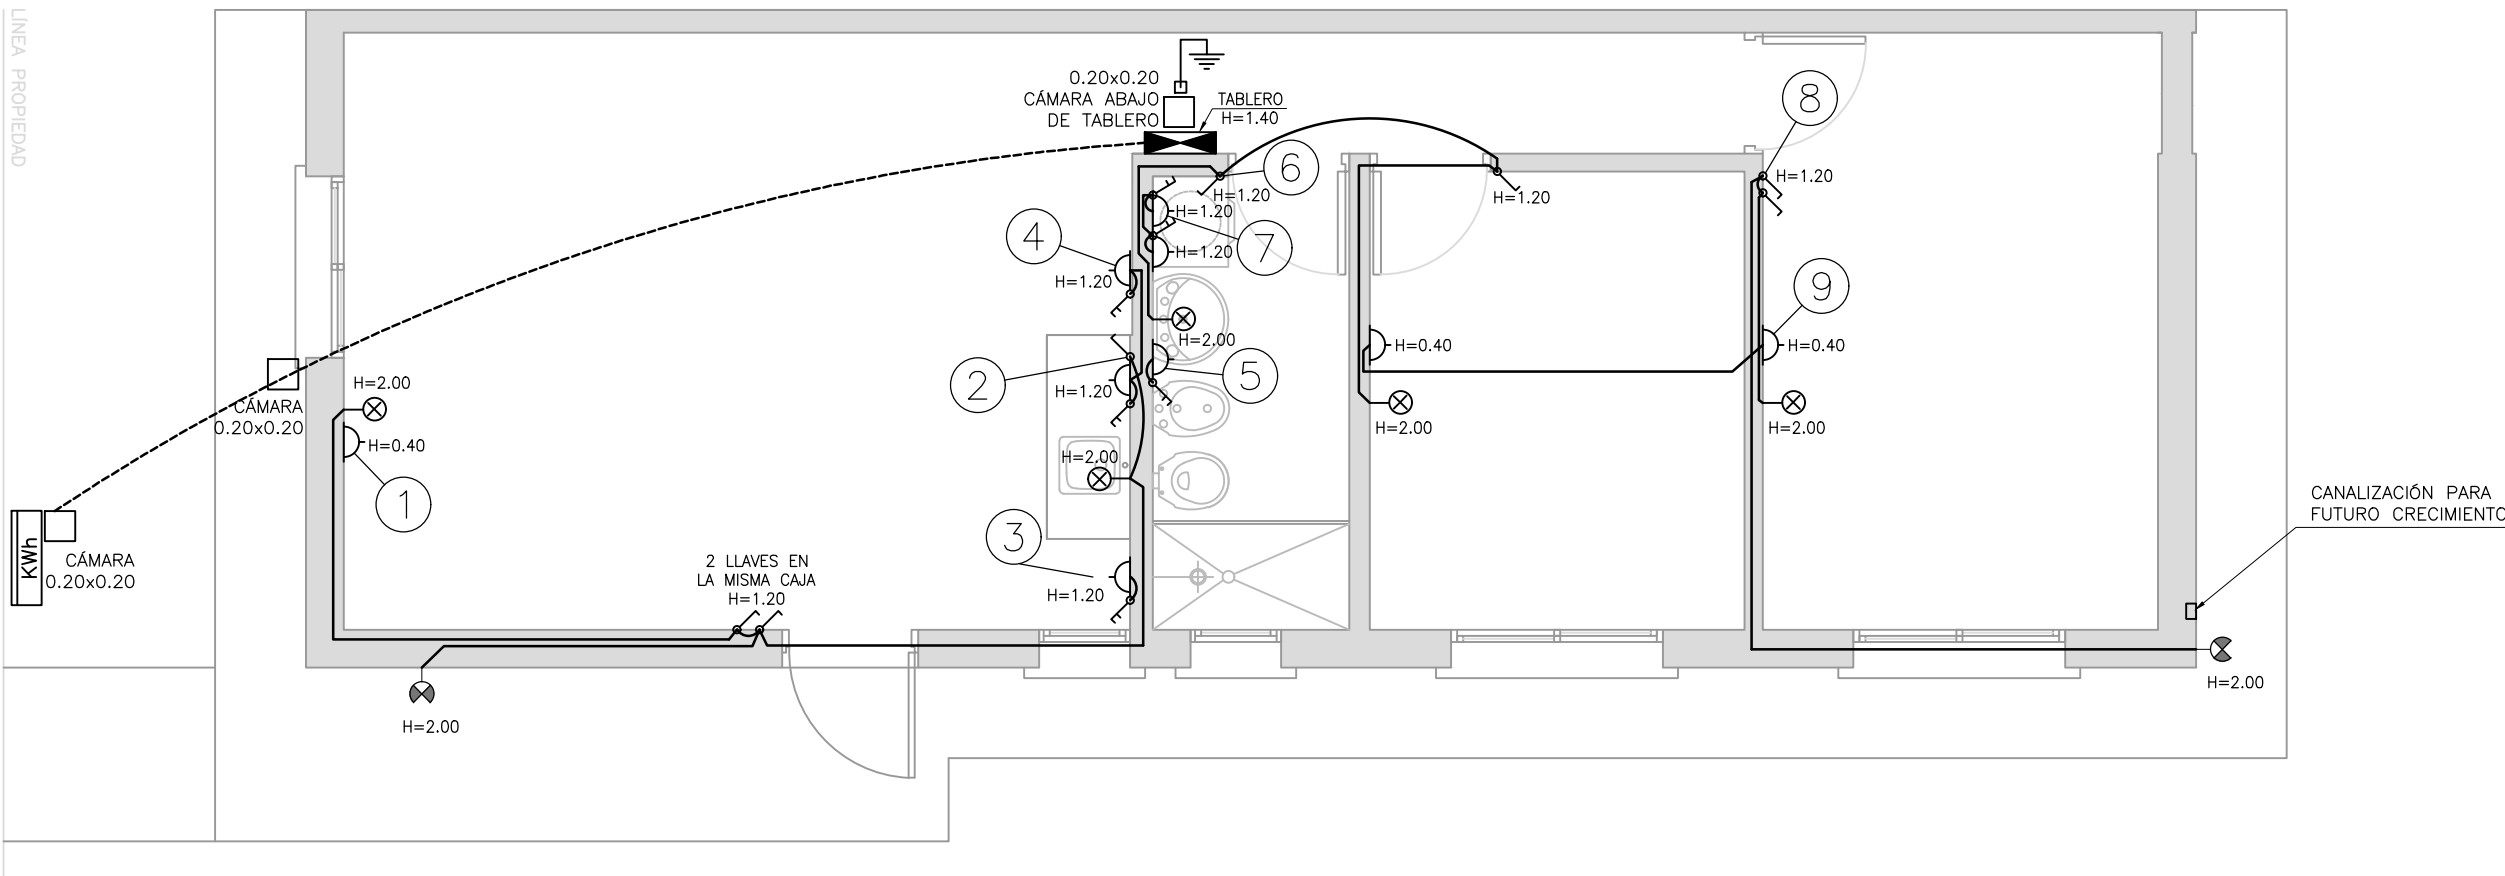 LÍNEA PROPIEDAD
0.20x0.20
CÁMARA ABAJO
DE TABLERO
TABLERO
H=1.40
8
6
H=1.20
H=1.20
H=1.20
H=1.20
7
H=1.20
4
H=1.20
9
H=2.00
H=0.40
H=0.40
2
H=1.20
5
H=2.00
CÁMARA
0.20x0.20
H=2.00
H=2.00
H=0.40
H=2.00
1
CANALIZACIÓN PARA
FUTURO CRECIMIENTO
KWh
CÁMARA
0.20x0.20
3
2 LLAVES EN
LA MISMA CAJA
H=1.20
H=1.20
H=2.00
H=2.00